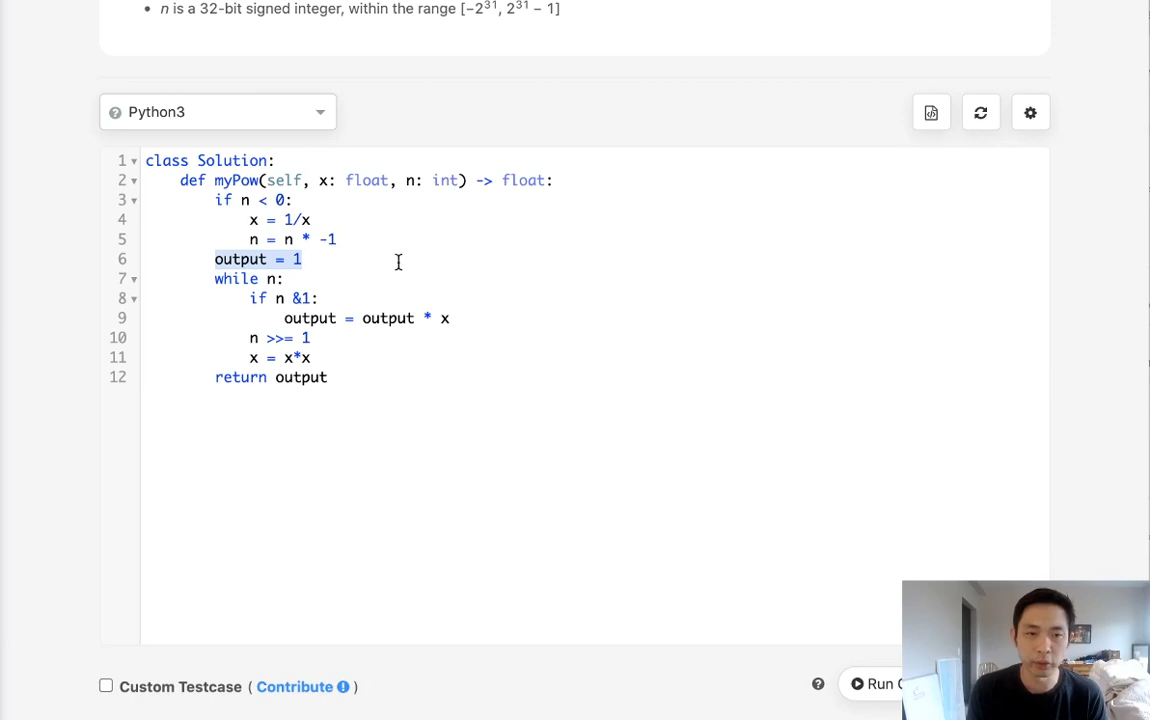 n is a 32-bit signed integer, within the range [−2³¹, 2³¹ − 1]
Python3
1 class Solution:
2 def myPow(self, x: float, n: int) -> float:
3 if n < 0:
4 x = 1/x
5 n = n * -1
6 output = 1
7 while n:
8 if n &1:
9 output = output * x
10 n >>= 1
11 x = x*x
12 return output
Custom Testcase ( Contribute )
Run